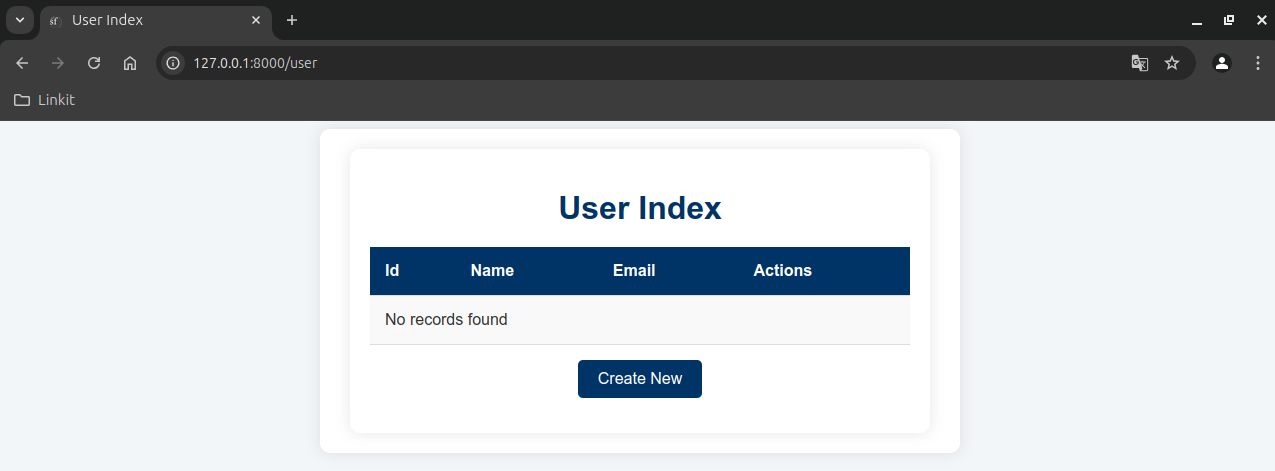 User Index
127.0.0.1:8000/user
Linkit
User Index
Id Name Email Actions
No records found
Create New